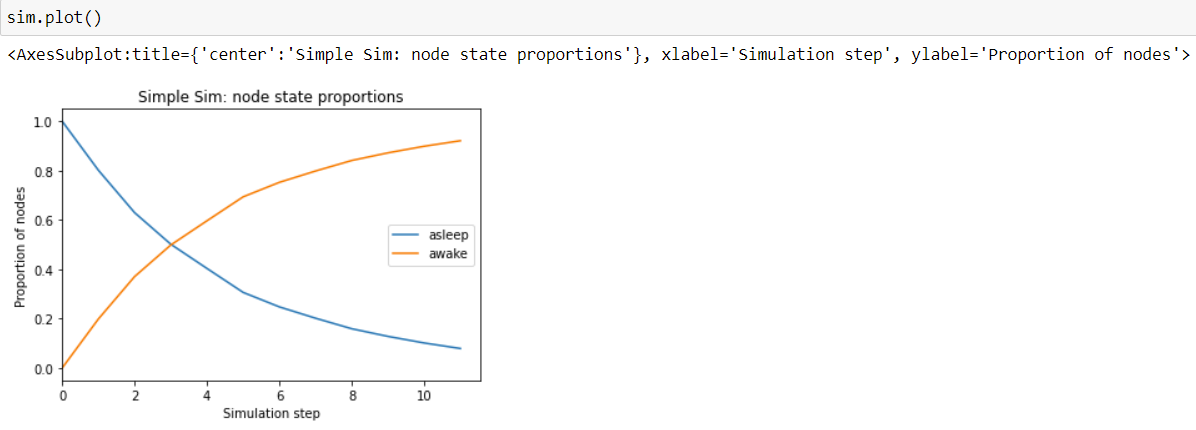 sim.plot()
<AxesSubplot:title={'center':'Simple Sim: node state proportions'}, xlabel='Simulation step', ylabel='Proportion of nodes'>
Simple Sim: node state proportions
1.0
0.8
0.6
0.4
0.2
0.0
Proportion of nodes
asleep
awake
0 2 4 6 8 10
Simulation step